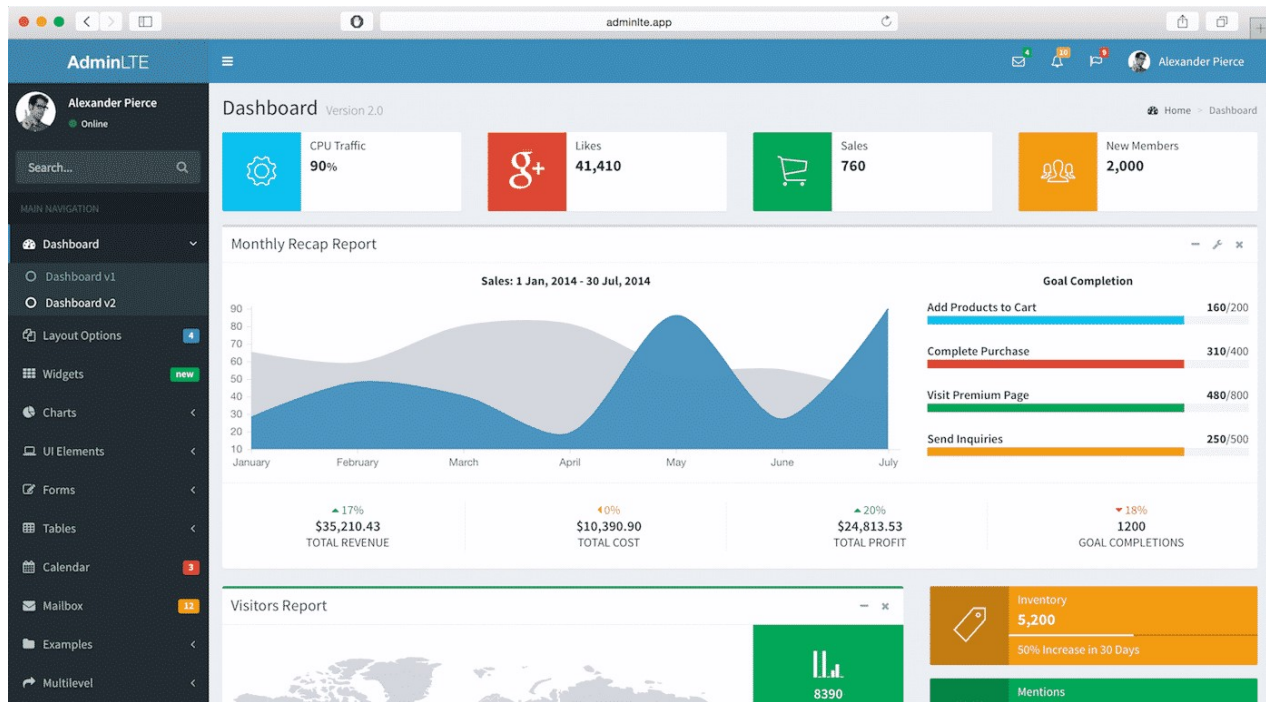 adminlte.app
AdminLTE
4
10
9
Alexander Pierce
Alexander Pierce
Online
Search...
MAIN NAVIGATION
Dashboard
Dashboard v1
Dashboard v2
Layout Options 4
Widgets new
Charts
UI Elements
Forms
Tables
Calendar 3
Mailbox 12
Examples
Multilevel
Dashboard Version 2.0
Home > Dashboard
CPU Traffic
90%
g+
Likes
41,410
Sales
760
New Members
2,000
Monthly Recap Report
Sales: 1 Jan, 2014 - 30 Jul, 2014
90
80
70
60
50
40
30
20
10
January February March April May June July
Goal Completion
Add Products to Cart 160/200
Complete Purchase 310/400
Visit Premium Page 480/800
Send Inquiries 250/500
17%
$35,210.43
TOTAL REVENUE
0%
$10,390.90
TOTAL COST
20%
$24,813.53
TOTAL PROFIT
18%
1200
GOAL COMPLETIONS
Visitors Report
8390
Inventory
5,200
50% Increase in 30 Days
Mentions